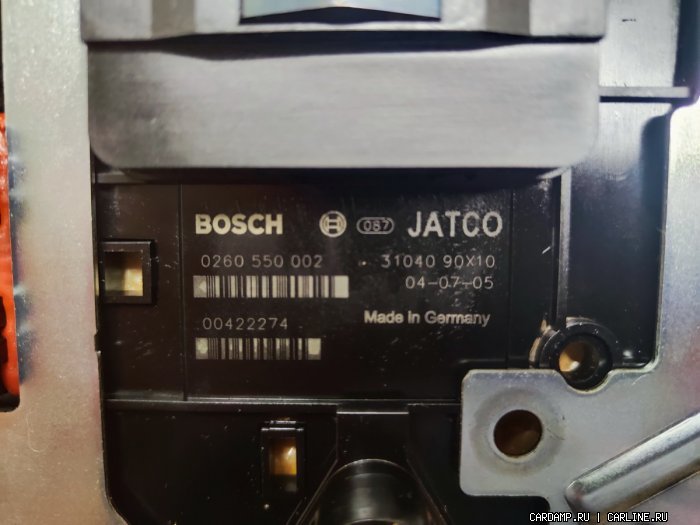 BOSCH 087 JATCO
0260 550 002 . 31040 90X10
04-07-05
00422274 Made in Germany
CARDAMP.RU | CARLINE.RU